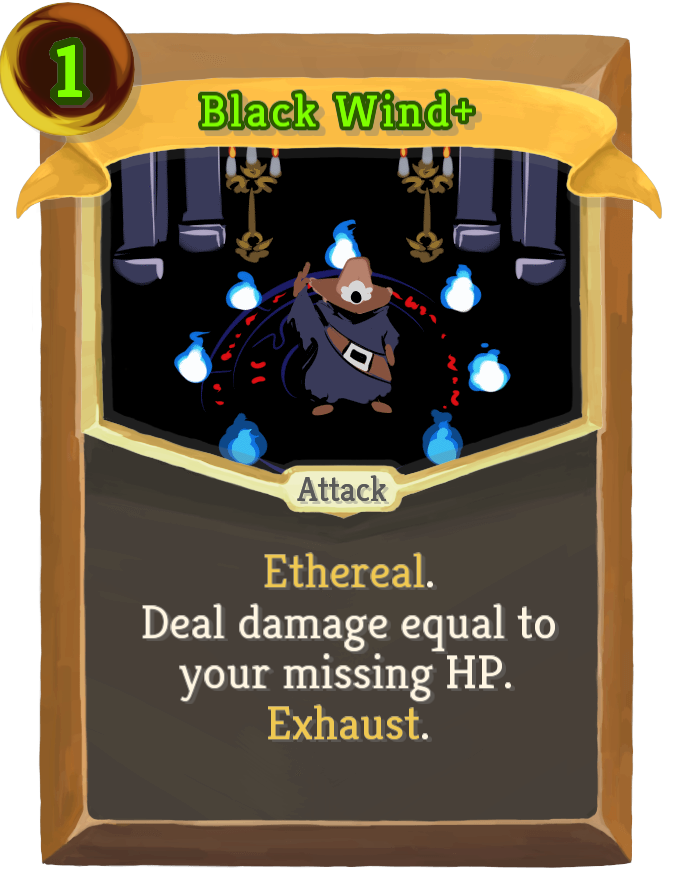 1
Black Wind+
Attack
Ethereal.
Deal damage equal to
your missing HP.
Exhaust.